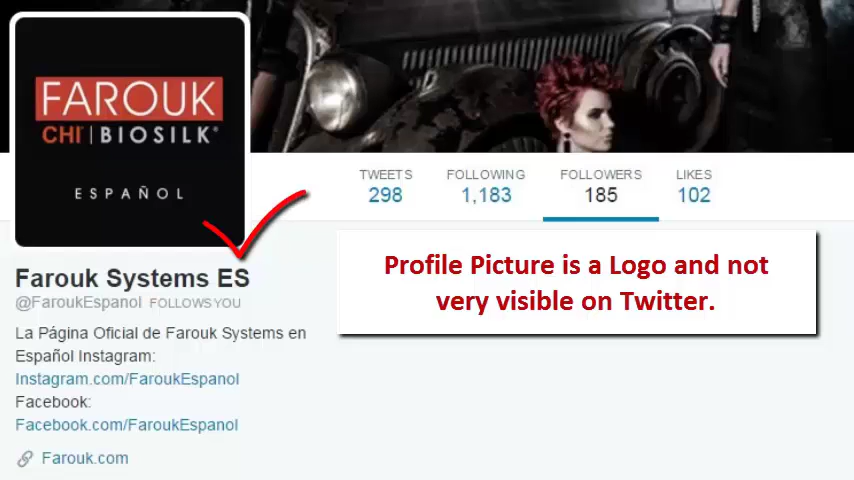 FAROUK
CHI | BIOSILK®
ESPAÑOL
TWEETS FOLLOWING FOLLOWERS LIKES
298 1,183 185 102
Profile Picture is a Logo and not
very visible on Twitter.
Farouk Systems ES
@FaroukEspanol FOLLOWS YOU
La Página Oficial de Farouk Systems en
Español Instagram:
Instagram.com/FaroukEspanol
Facebook:
Facebook.com/FaroukEspanol
Farouk.com